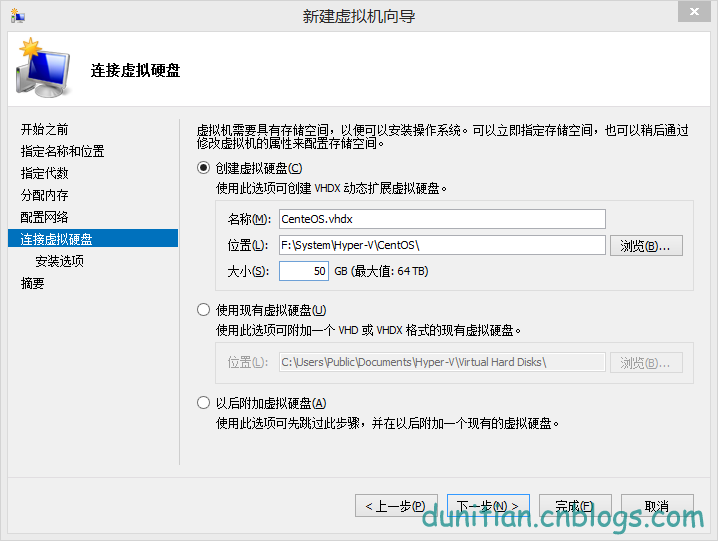 新建虚拟机向导
连接虚拟硬盘
开始之前
指定名称和位置
指定代数
分配内存
配置网络
连接虚拟硬盘
安装选项
摘要
虚拟机需要具有存储空间，以便可以安装操作系统。可以立即指定存储空间，也可以稍后通过
修改虚拟机的属性来配置存储空间。
创建虚拟硬盘(C)
使用此选项可创建 VHDX 动态扩展虚拟硬盘。
名称(M): CenteOS.vhdx
位置(L): F:\System\Hyper-V\CentOS\ 浏览(B)...
大小(S): 50 GB (最大值: 64 TB)
使用现有虚拟硬盘(U)
使用此选项可附加一个 VHD 或 VHDX 格式的现有虚拟硬盘。
位置(L): C:\Users\Public\Documents\Hyper-V\Virtual Hard Disks\ 浏览(B)...
以后附加虚拟硬盘(A)
使用此选项可先跳过此步骤，并在以后附加一个现有的虚拟硬盘。
< 上一步(P) 下一步(N) > 完成(F) 取消
dunitian.cnblogs.com